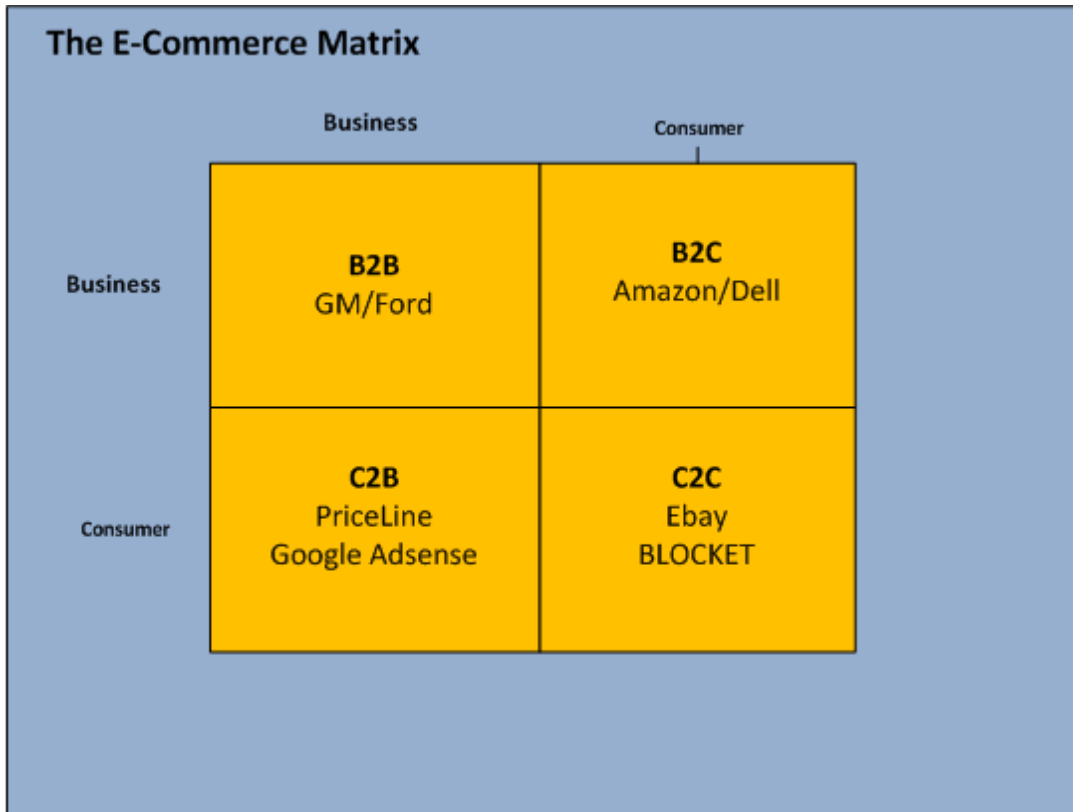 The E-Commerce Matrix
Business
Consumer
Business
B2B
GM/Ford
B2C
Amazon/Dell
Consumer
C2B
PriceLine
Google Adsense
C2C
Ebay
BLOCKET